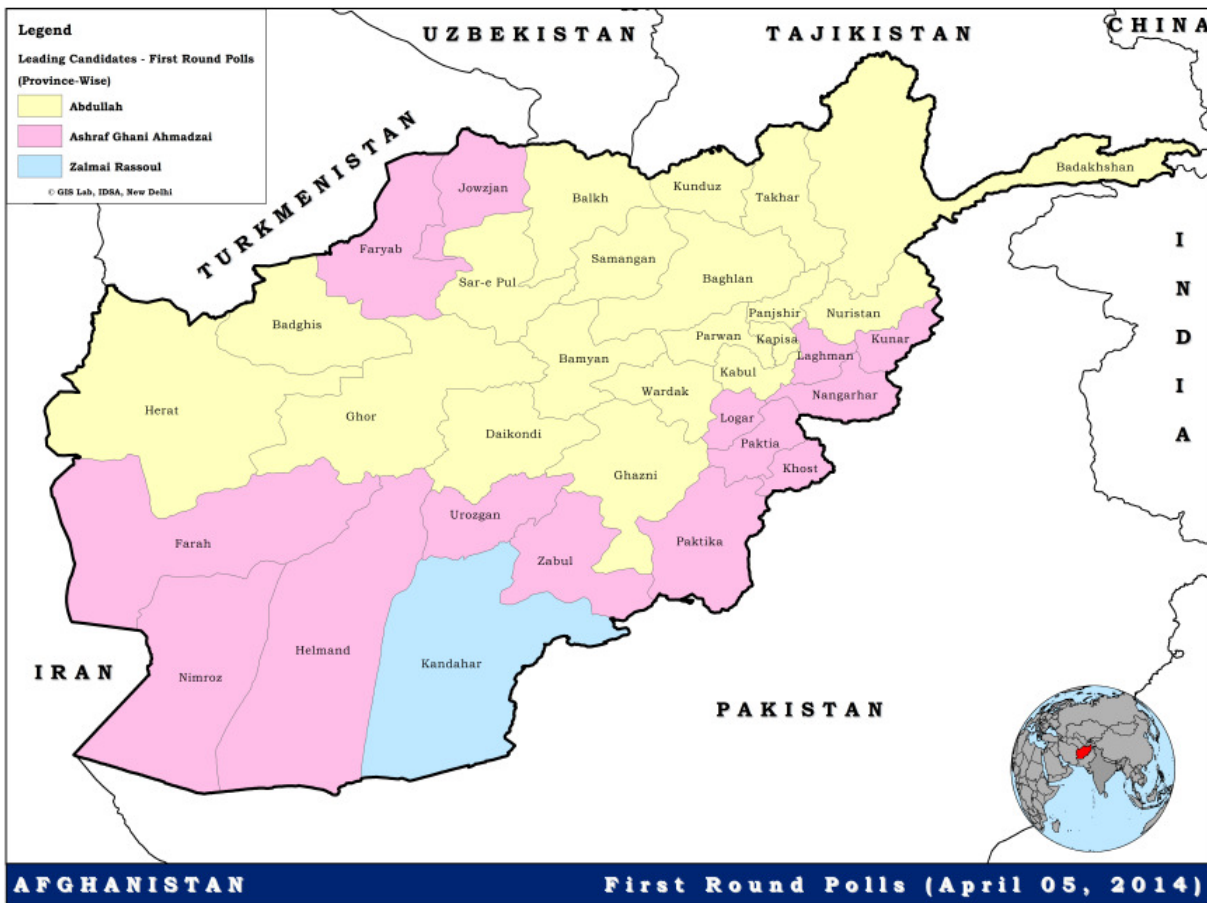 Legend
Leading Candidates - First Round Polls
(Province-Wise)
Abdullah
Ashraf Ghani Ahmadzai
Zalmai Rassoul
© GIS Lab, IDSA, New Delhi
UZBEKISTAN
TAJIKISTAN
CHINA
TURKMENISTAN
INDIA
Badakhshan
Jowzjan
Balkh
Kunduz
Takhar
Faryab
Samangan
Sar-e Pul
Baghlan
Badghis
Panjshir
Nuristan
Parwan
Kapisa
Kunar
Laghman
Bamyan
Kabul
Wardak
Nangarhar
Herat
Ghor
Logar
Daikondi
Paktia
Khost
Ghazni
Urozgan
Farah
Zabul
Paktika
Helmand
Kandahar
Nimroz
IRAN
PAKISTAN
AFGHANISTAN
First Round Polls (April 05, 2014)